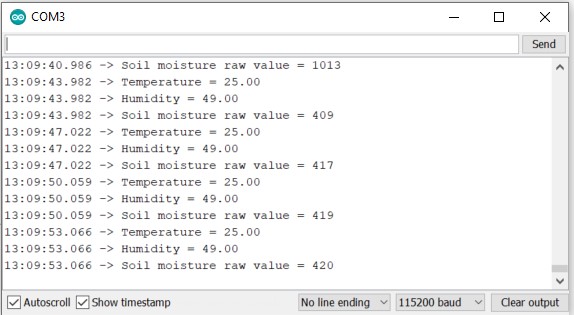 COM3
Send
13:09:40.986 -> Soil moisture raw value = 1013
13:09:43.982 -> Temperature = 25.00
13:09:43.982 -> Humidity = 49.00
13:09:43.982 -> Soil moisture raw value = 409
13:09:47.022 -> Temperature = 25.00
13:09:47.022 -> Humidity = 49.00
13:09:47.022 -> Soil moisture raw value = 417
13:09:50.059 -> Temperature = 25.00
13:09:50.059 -> Humidity = 49.00
13:09:50.059 -> Soil moisture raw value = 419
13:09:53.066 -> Temperature = 25.00
13:09:53.066 -> Humidity = 49.00
13:09:53.066 -> Soil moisture raw value = 420
Autoscroll Show timestamp No line ending 115200 baud Clear output